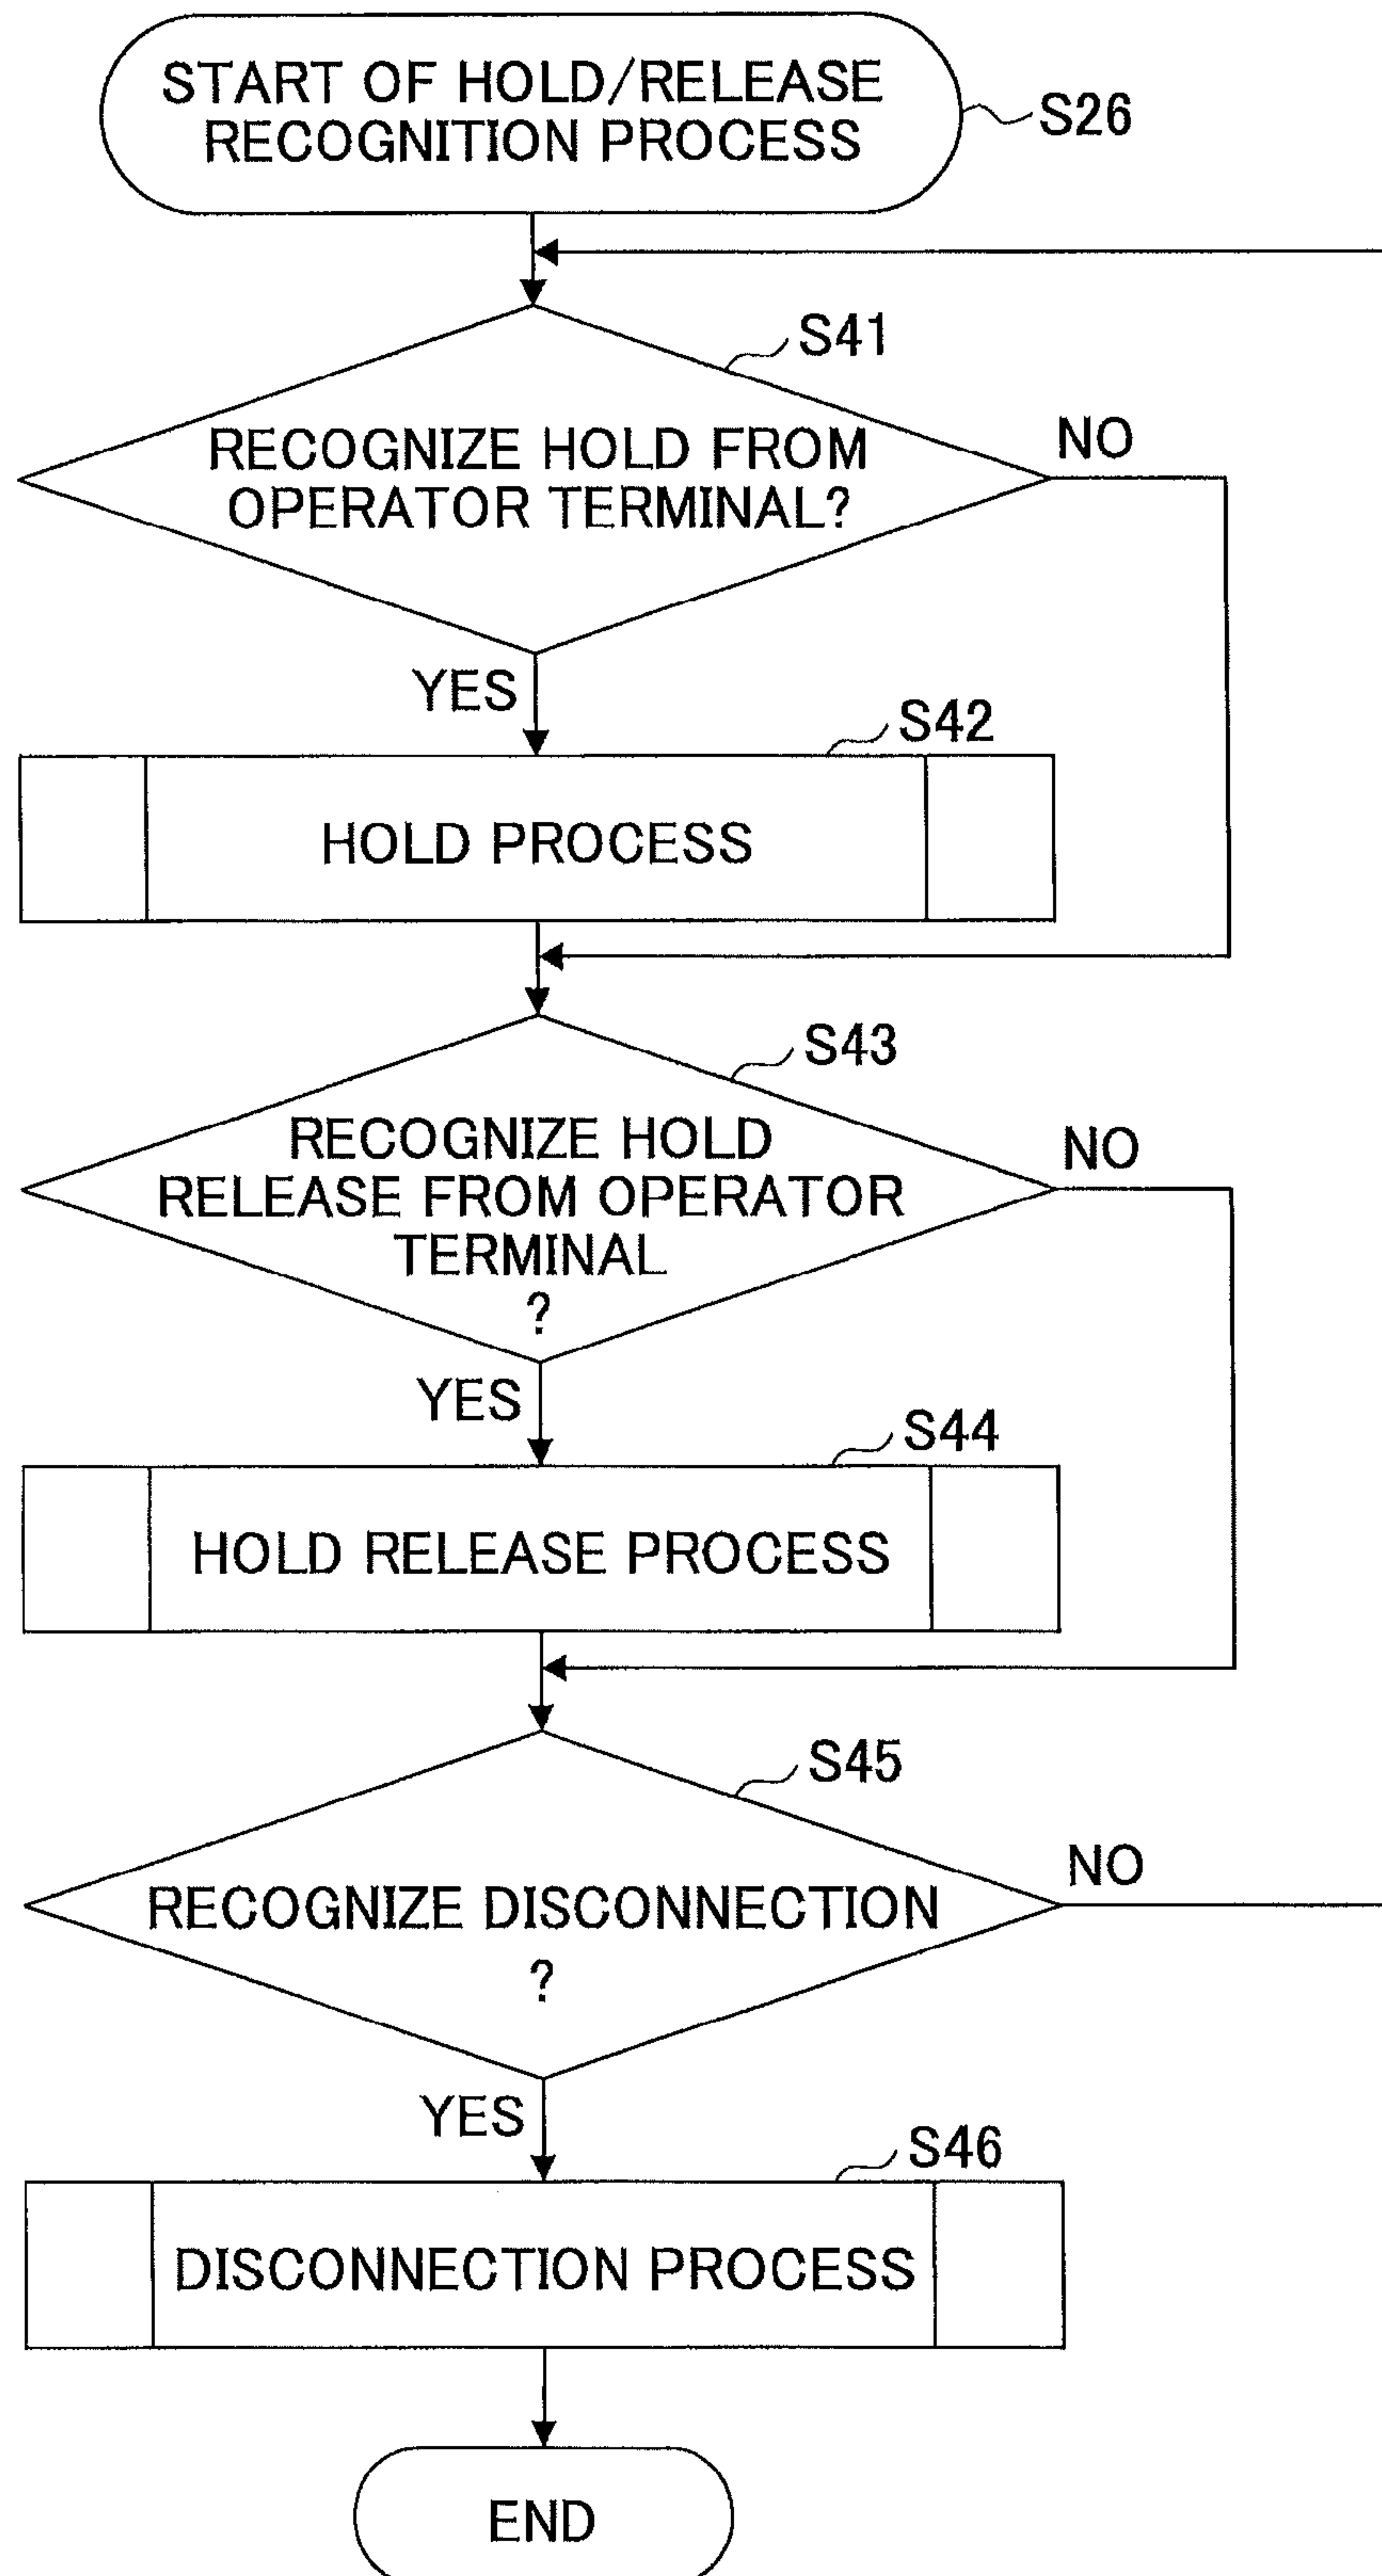 START OF HOLD/RELEASE
RECOGNITION PROCESS
S26
S41
RECOGNIZE HOLD FROM
OPERATOR TERMINAL?
NO
YES
S42
HOLD PROCESS
S43
RECOGNIZE HOLD
RELEASE FROM OPERATOR
TERMINAL
?
NO
YES
S44
HOLD RELEASE PROCESS
S45
RECOGNIZE DISCONNECTION
?
NO
YES
S46
DISCONNECTION PROCESS
END